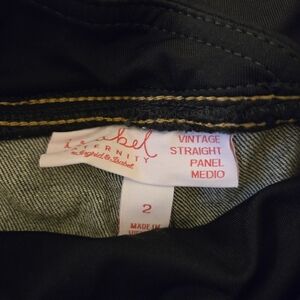 Isabel
MATERNITY
by Ingrid & Isabel
VINTAGE
STRAIGHT
PANEL
MEDIO
2
MADE IN